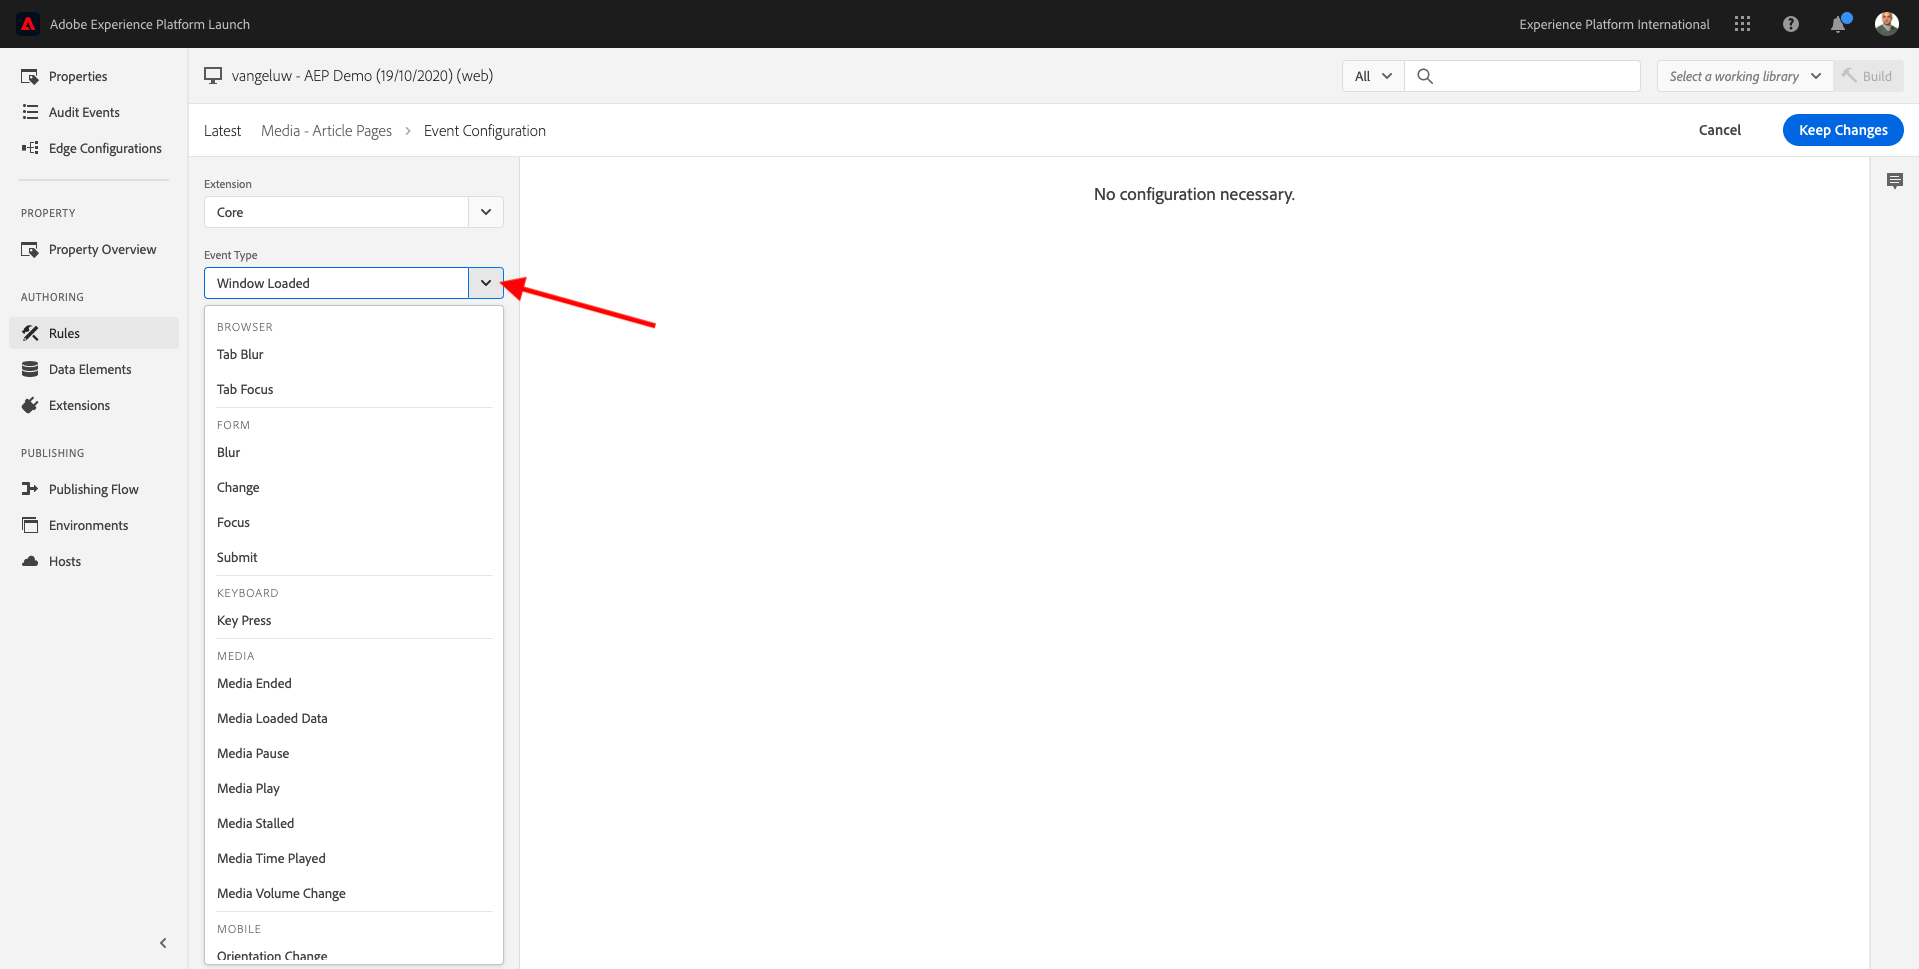 Adobe Experience Platform Launch
Experience Platform International
Properties
Audit Events
Edge Configurations
PROPERTY
Property Overview
AUTHORING
Rules
Data Elements
Extensions
PUBLISHING
Publishing Flow
Environments
Hosts
vangeluw - AEP Demo (19/10/2020) (web)
All
Select a working library
Build
Latest
Media - Article Pages > Event Configuration
Cancel
Keep Changes
Extension
Core
Event Type
Window Loaded
BROWSER
Tab Blur
Tab Focus
FORM
Blur
Change
Focus
Submit
KEYBOARD
Key Press
MEDIA
Media Ended
Media Loaded Data
Media Pause
Media Play
Media Stalled
Media Time Played
Media Volume Change
MOBILE
Orientation Change
No configuration necessary.